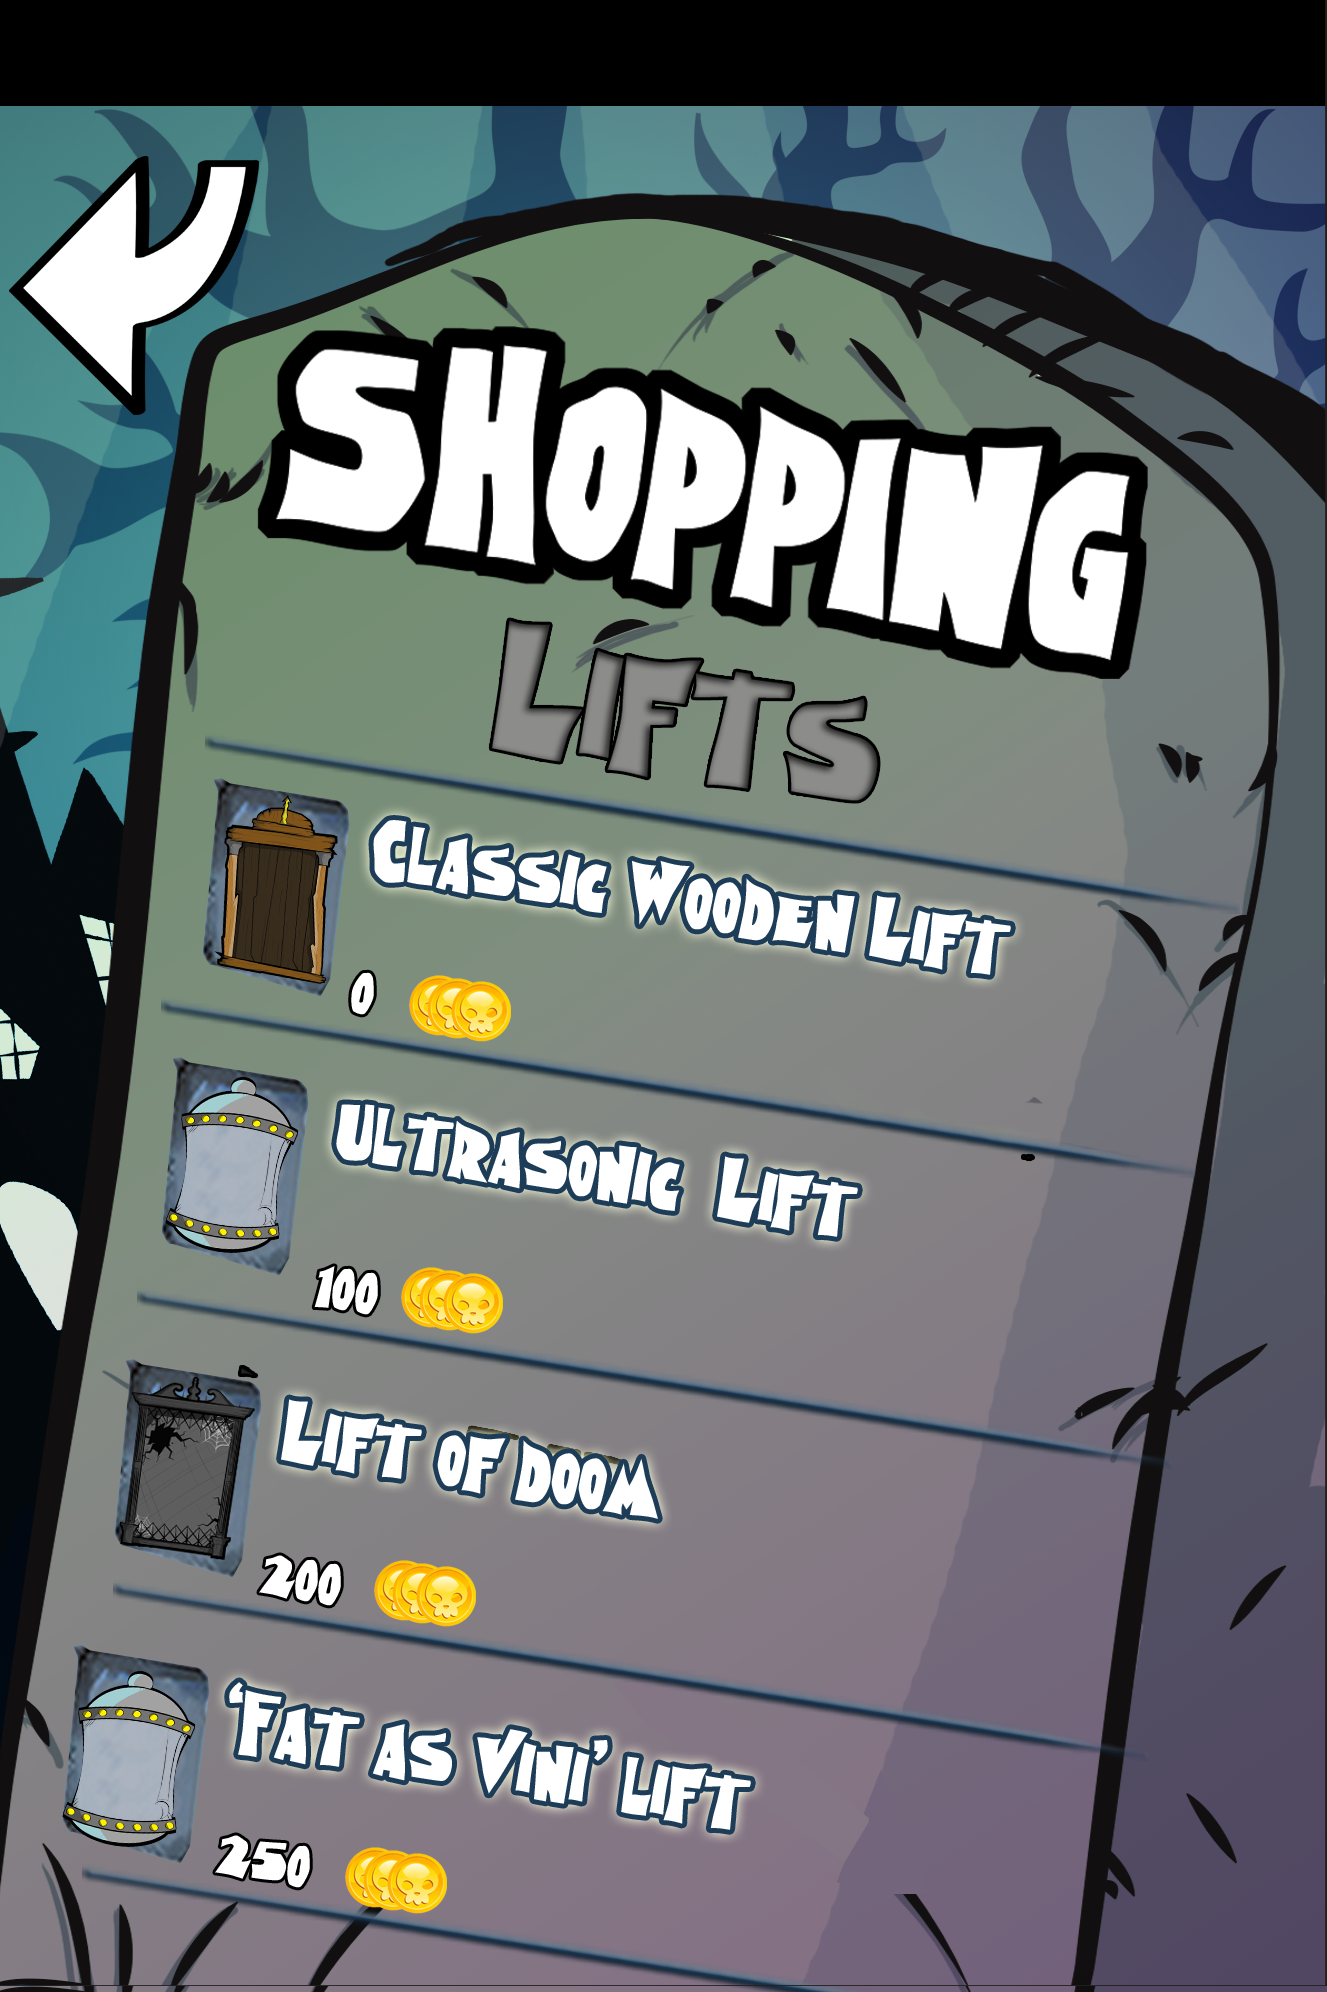 SHOPPING
LIFTS
CLASSIC WOODEN LIFT
0
ULTRASONIC LIFT
100
LIFT OF DOOM
200
'FAT AS VINI' LIFT
250